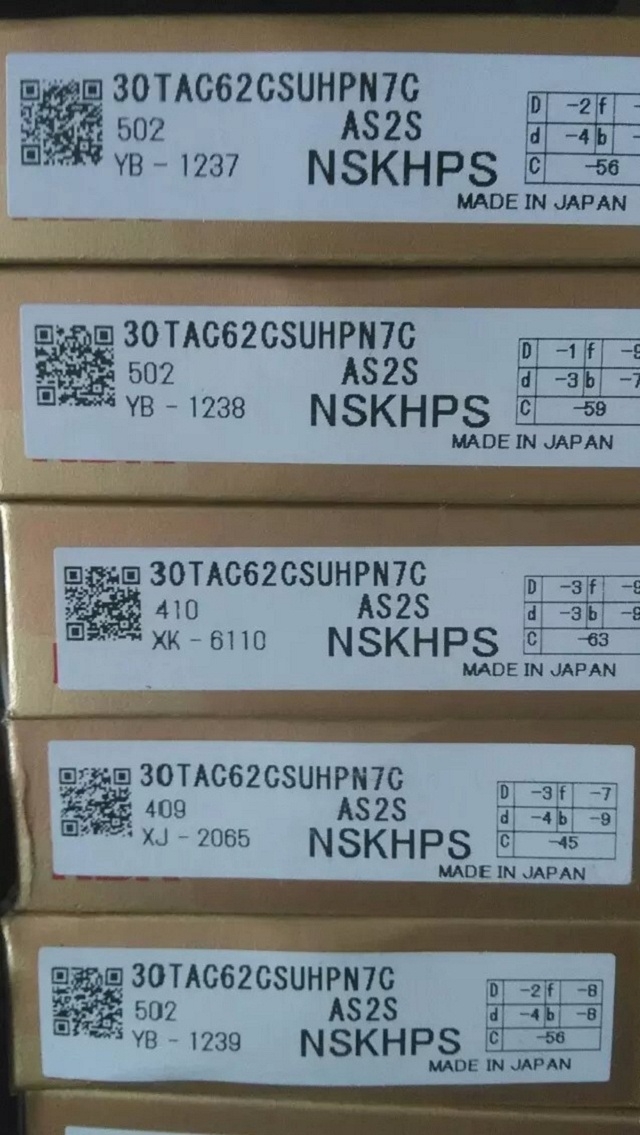 30TAC62CSUHPN7C
502 AS2S
YB - 1237 NSKHPS
D -2 f
d -4 b
C -56
MADE IN JAPAN
30TAC62CSUHPN7C
502 AS2S
YB - 1238 NSKHPS
D -1 f
d -3 b -7
C -59
MADE IN JAPAN
30TAC62CSUHPN7C
410 AS2S
XK - 6110 NSKHPS
D -3 f
d -3 b
C -63
MADE IN JAPAN
30TAC62CSUHPN7C
409 AS2S
XJ - 2065 NSKHPS
D -3 f -7
d -4 b -9
C -45
MADE IN JAPAN
30TAC62CSUHPN7C
502 AS2S
YB - 1239 NSKHPS
D -2 f -8
d -4 b -8
C -56
MADE IN JAPAN